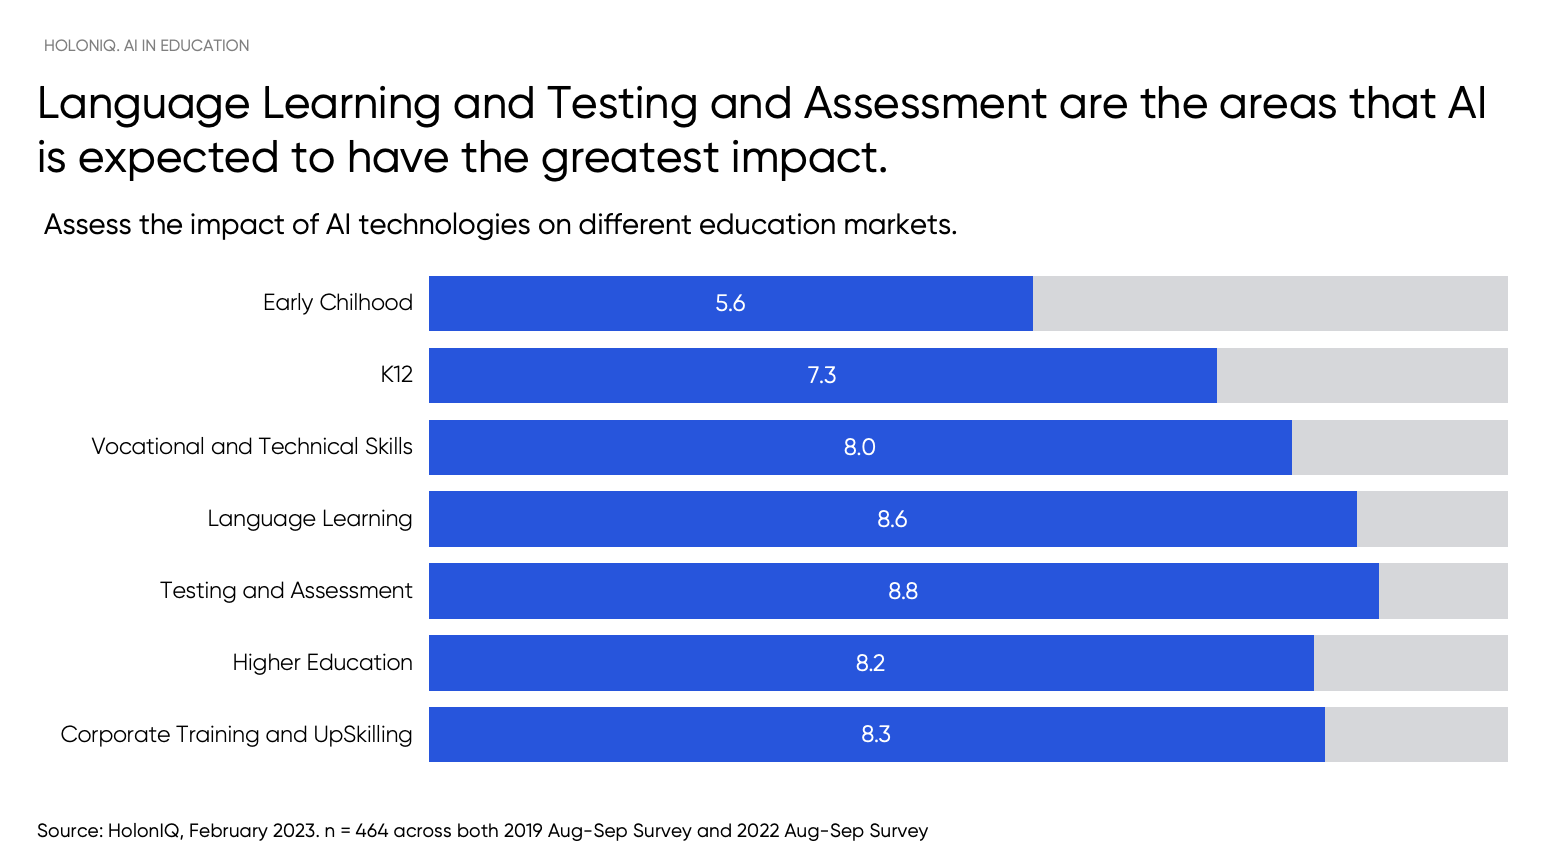 HOLONIQ. AI IN EDUCATION
Language Learning and Testing and Assessment are the areas that AI
is expected to have the greatest impact.
Assess the impact of AI technologies on different education markets.
Early Chilhood 5.6
K12 7.3
Vocational and Technical Skills 8.0
Language Learning 8.6
Testing and Assessment 8.8
Higher Education 8.2
Corporate Training and UpSkilling 8.3
Source: HolonIQ, February 2023. n = 464 across both 2019 Aug-Sep Survey and 2022 Aug-Sep Survey